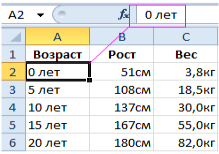 A2 fx 0 лет
A B C
1 Возраст Рост Вес
2 0 лет 51см 3,8кг
3 5 лет 108см 18,5кг
4 10 лет 137см 30,0кг
5 15 лет 167см 55,0кг
6 20 лет 180см 82,0кг